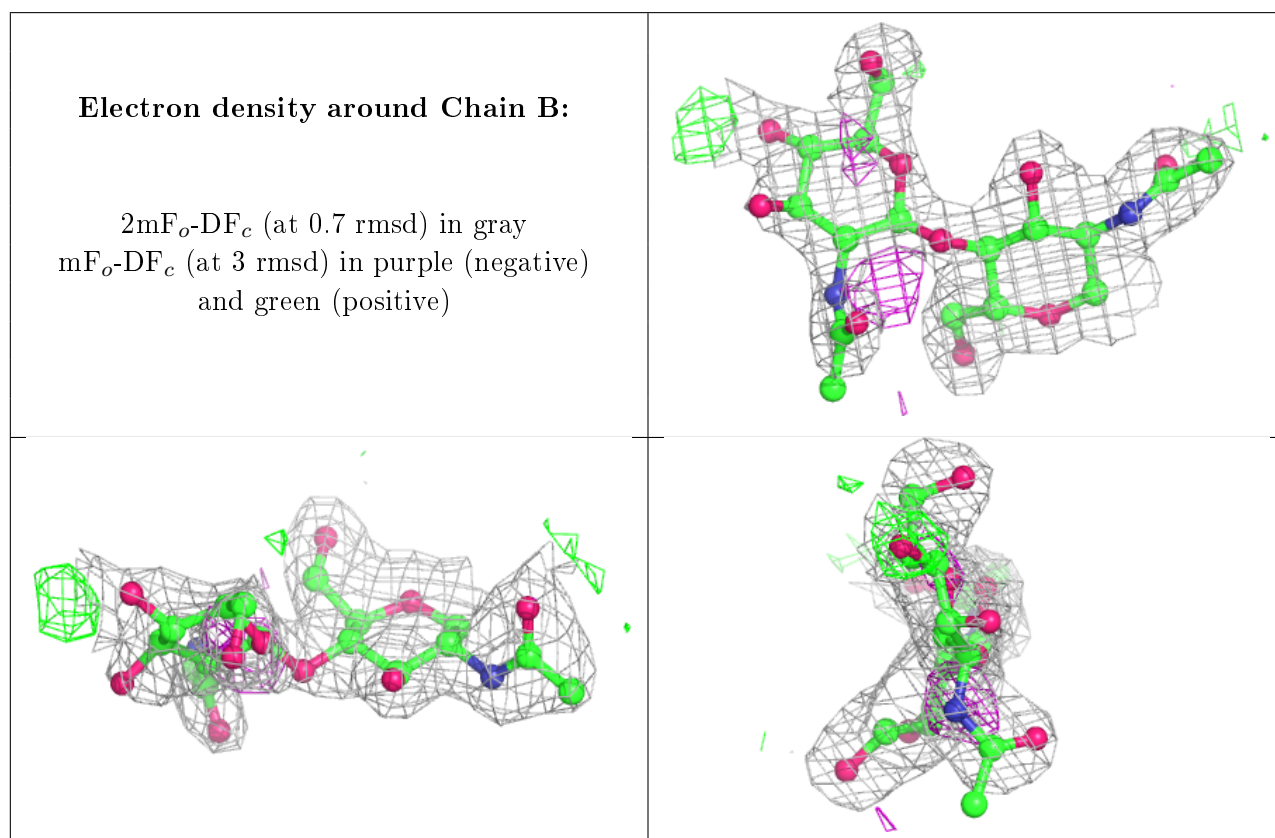 Electron density around Chain B:
2mFₒ-DF𝒸 (at 0.7 rmsd) in gray
mFₒ-DF𝒸 (at 3 rmsd) in purple (negative)
and green (positive)